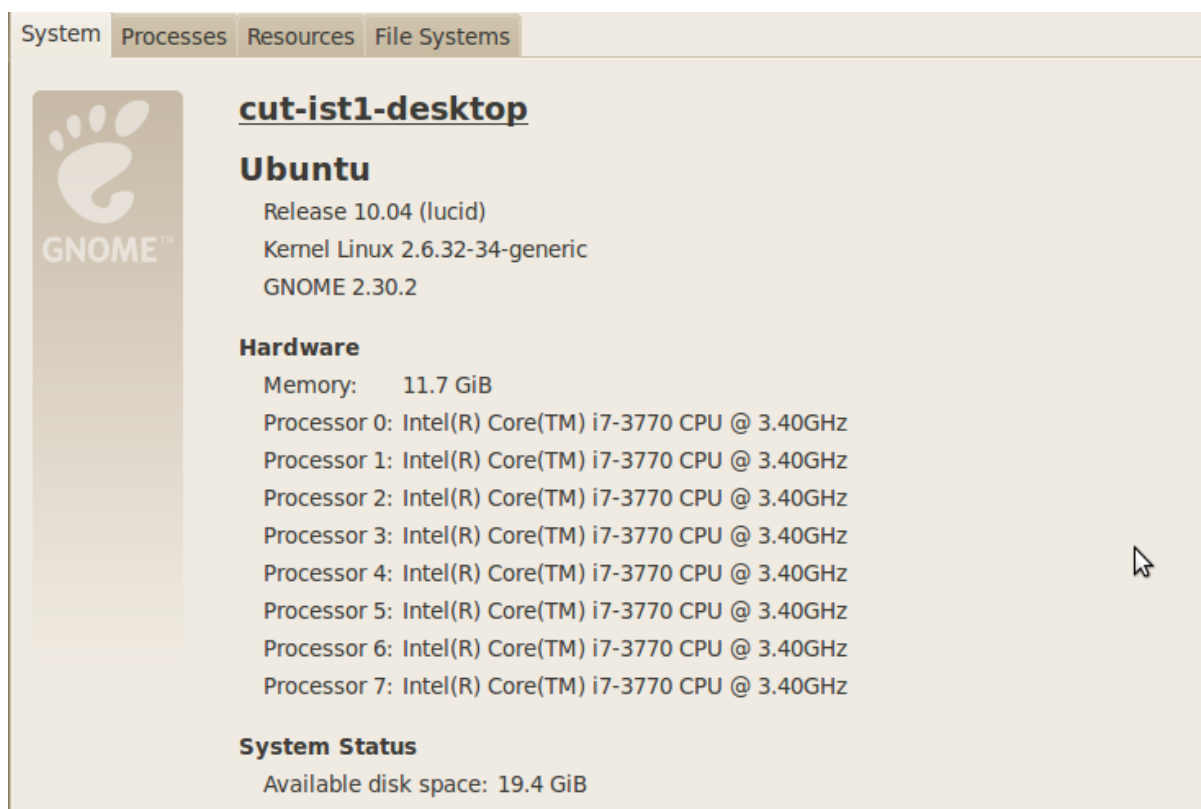 System Processes Resources File Systems
GNOME™
cut-ist1-desktop
Ubuntu
Release 10.04 (lucid)
Kernel Linux 2.6.32-34-generic
GNOME 2.30.2
Hardware
Memory: 11.7 GiB
Processor 0: Intel(R) Core(TM) i7-3770 CPU @ 3.40GHz
Processor 1: Intel(R) Core(TM) i7-3770 CPU @ 3.40GHz
Processor 2: Intel(R) Core(TM) i7-3770 CPU @ 3.40GHz
Processor 3: Intel(R) Core(TM) i7-3770 CPU @ 3.40GHz
Processor 4: Intel(R) Core(TM) i7-3770 CPU @ 3.40GHz
Processor 5: Intel(R) Core(TM) i7-3770 CPU @ 3.40GHz
Processor 6: Intel(R) Core(TM) i7-3770 CPU @ 3.40GHz
Processor 7: Intel(R) Core(TM) i7-3770 CPU @ 3.40GHz
System Status
Available disk space: 19.4 GiB